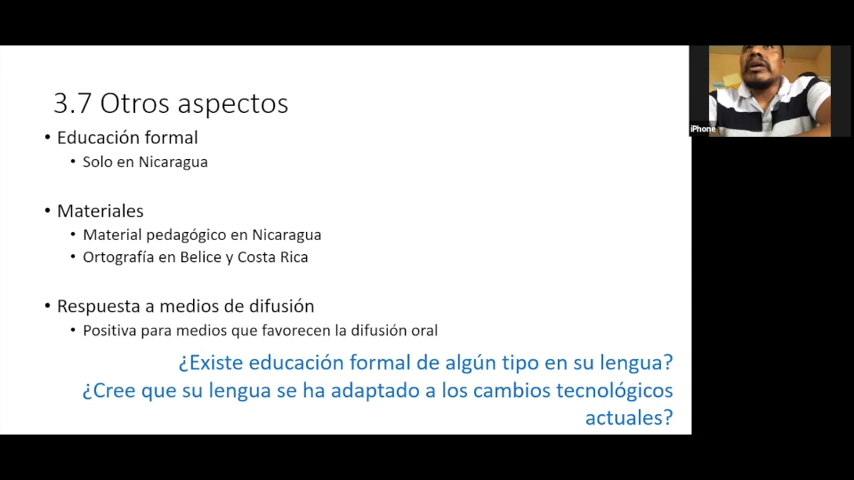 3.7 Otros aspectos
• Educación formal
• Solo en Nicaragua
• Materiales
• Material pedagógico en Nicaragua
• Ortografía en Belice y Costa Rica
• Respuesta a medios de difusión
• Positiva para medios que favorecen la difusión oral
¿Existe educación formal de algún tipo en su lengua?
¿Cree que su lengua se ha adaptado a los cambios tecnológicos
actuales?
iPhone